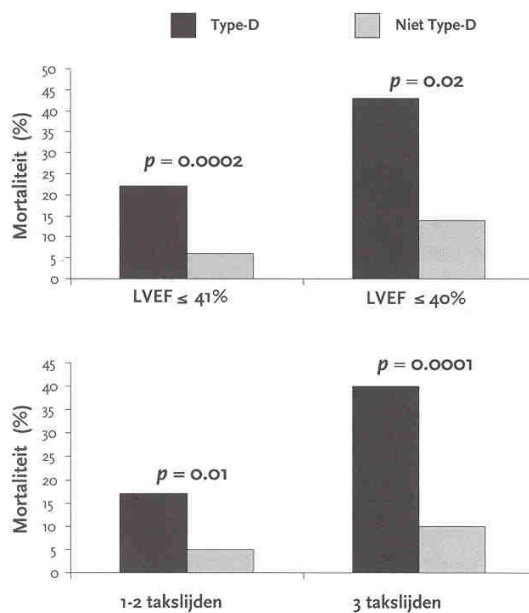 Type-D Niet Type-D
Mortaliteit (%)
50
45
40
35
30
25
20
15
10
5
0
p = 0.0002
p = 0.02
LVEF ≤ 41% LVEF ≤ 40%
Mortaliteit (%)
45
40
35
30
25
20
15
10
5
0
p = 0.01
p = 0.0001
1-2 takslijden 3 takslijden